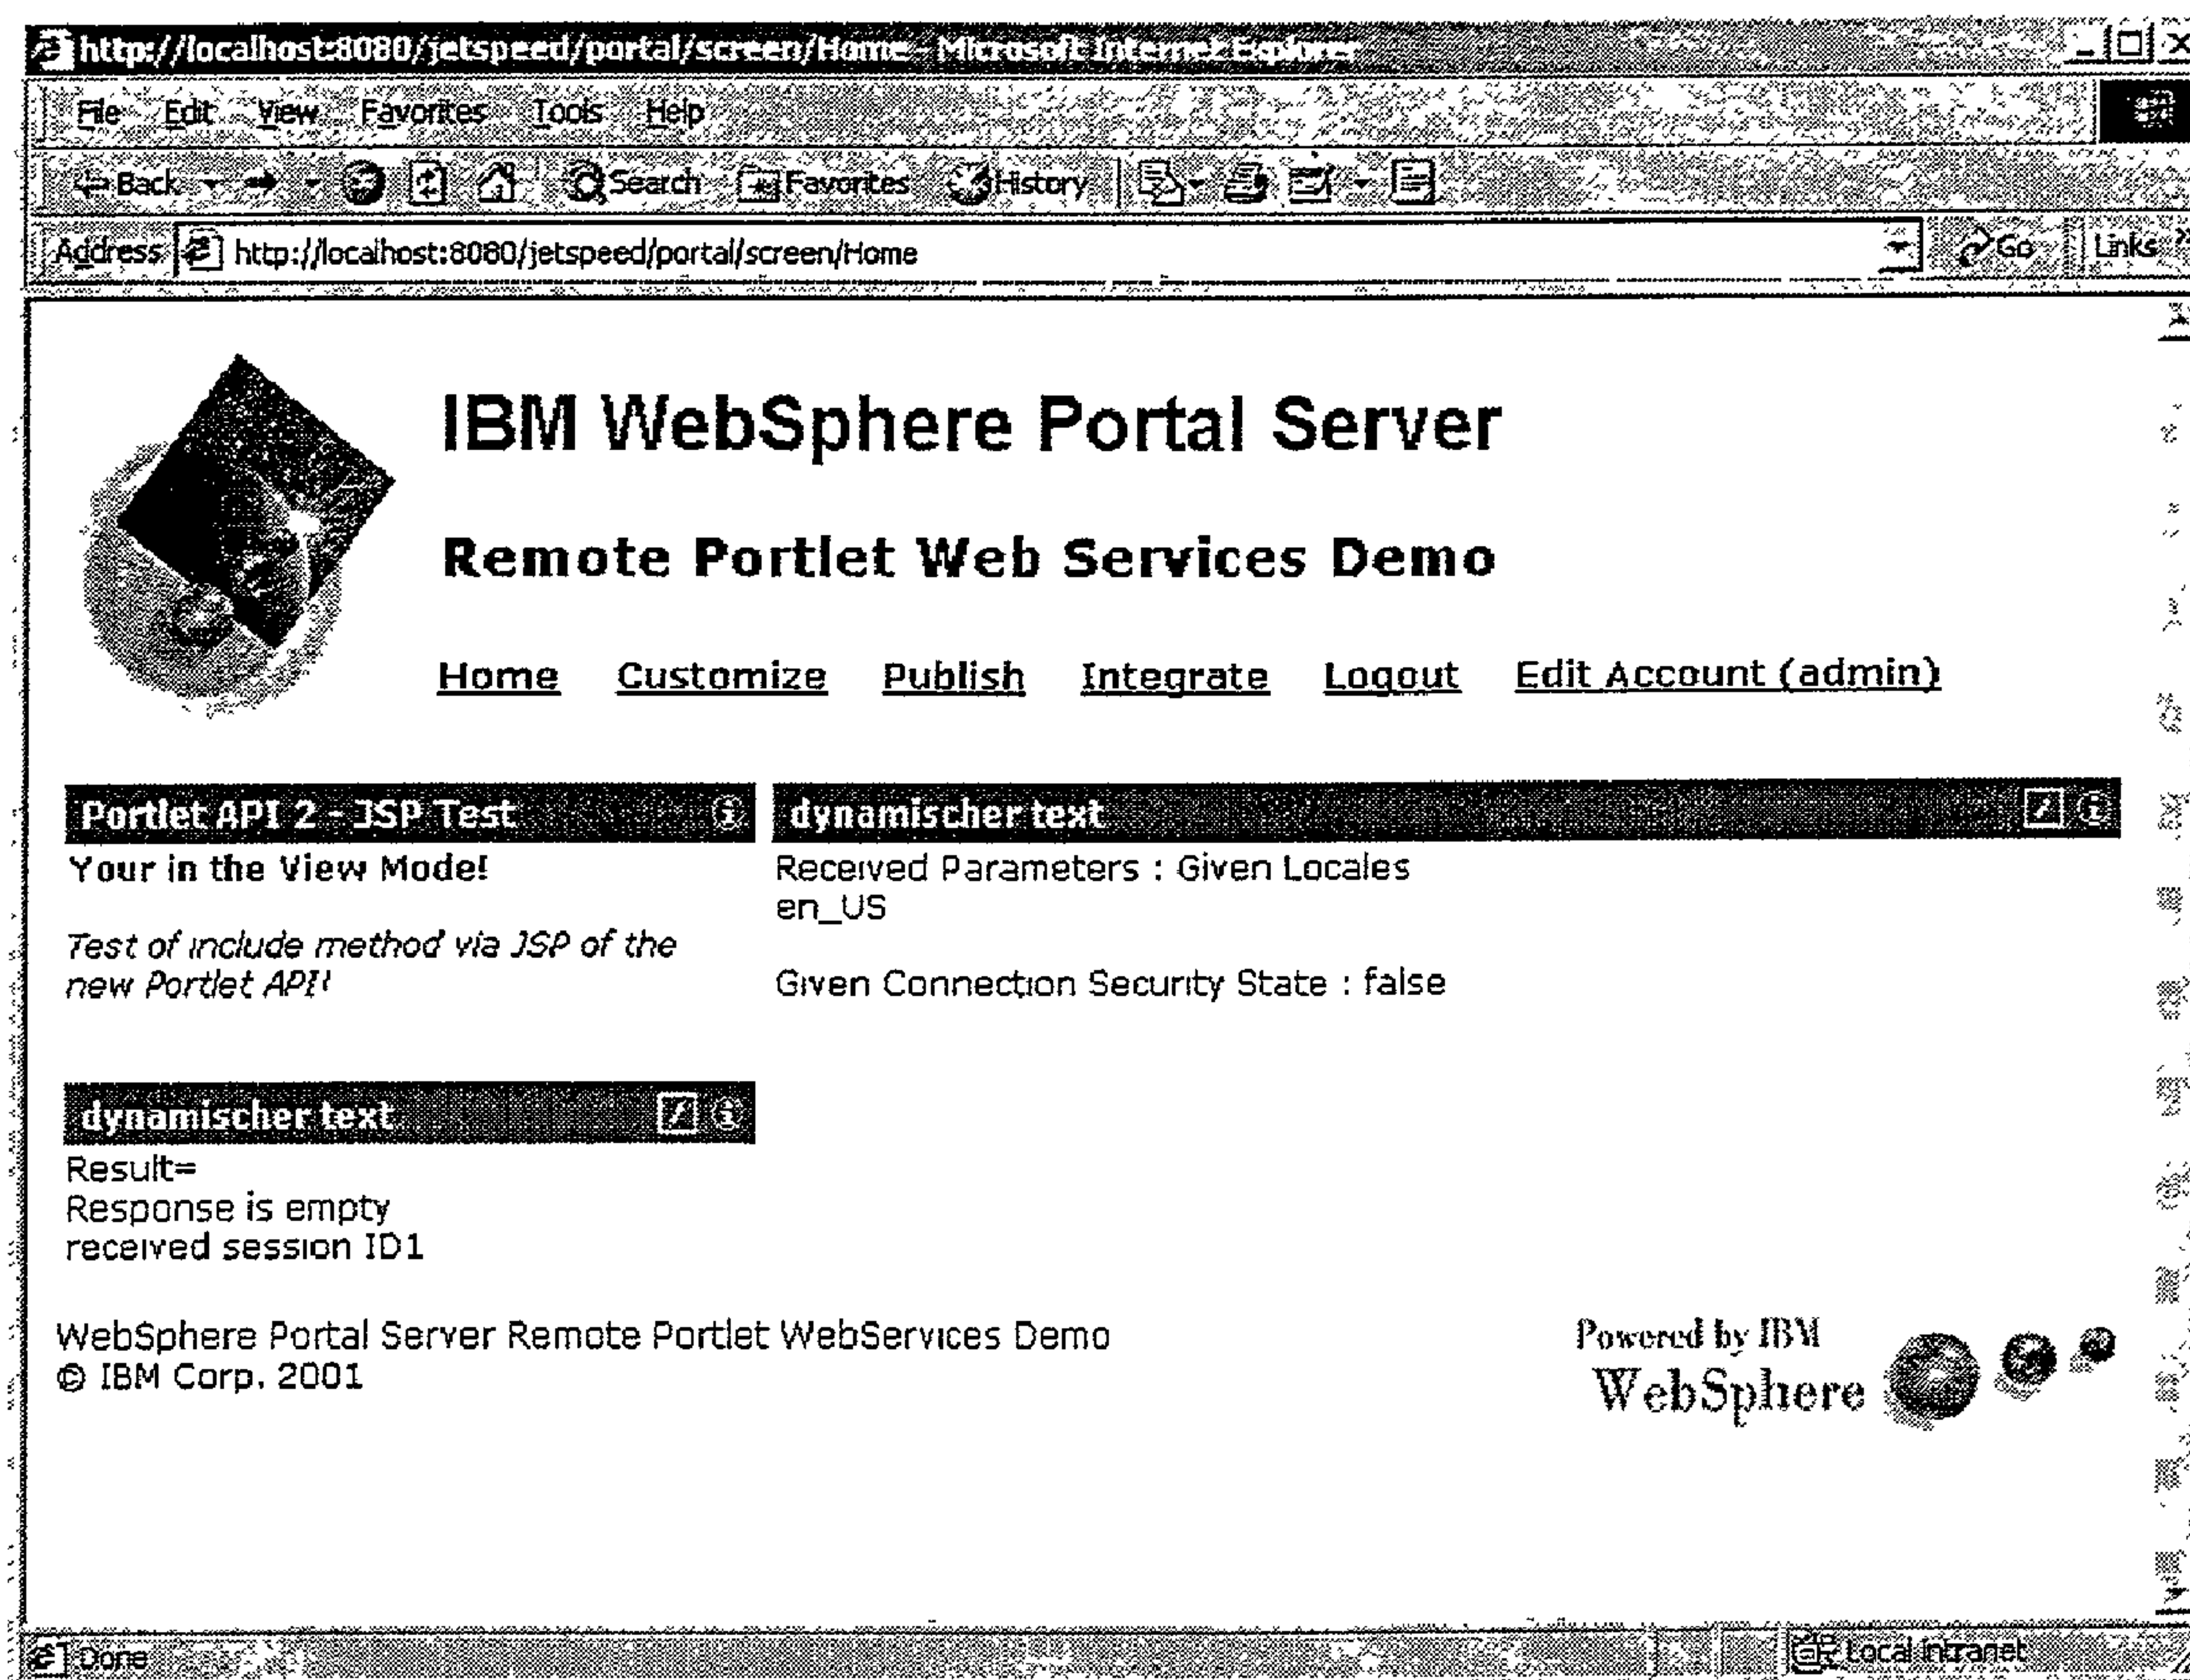 http://localhost:8080/jetspeed/portal/screen/Home - Microsoft Internet Explorer
File Edit View Favorites Tools Help
Back Search Favorites History
Address http://localhost:8080/jetspeed/portal/screen/Home Go Links »
IBM WebSphere Portal Server
Remote Portlet Web Services Demo
Home Customize Publish Integrate Logout Edit Account (admin)
Portlet API 2 - JSP Test
Your in the View Mode!
Test of include method via JSP of the
new Portlet API!
dynamischer text
Received Parameters : Given Locales
en_US
Given Connection Security State : false
dynamischer text
Result=
Response is empty
received session ID1
WebSphere Portal Server Remote Portlet WebServices Demo
© IBM Corp. 2001
Powered by IBM
WebSphere
Done Local intranet